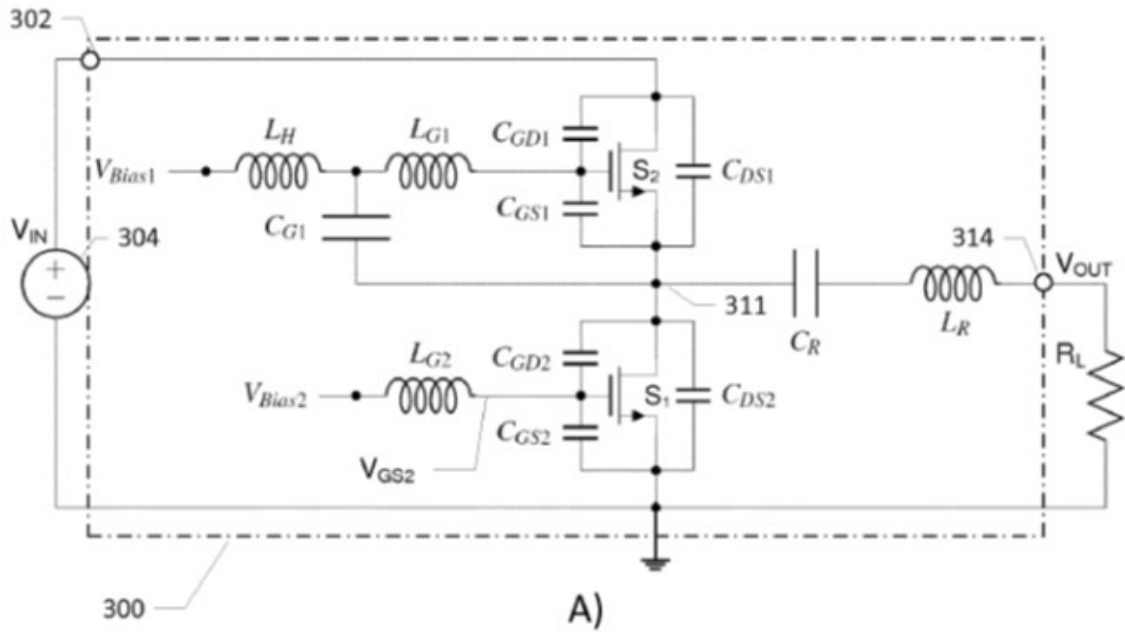 302
L_H
L_G1
C_GD1
V_Bias1
S_2
C_DS1
C_GS1
C_G1
V_IN
304
314
V_OUT
311
L_R
C_R
L_G2
C_GD2
R_L
V_Bias2
S_1
C_DS2
C_GS2
V_GS2
300
A)